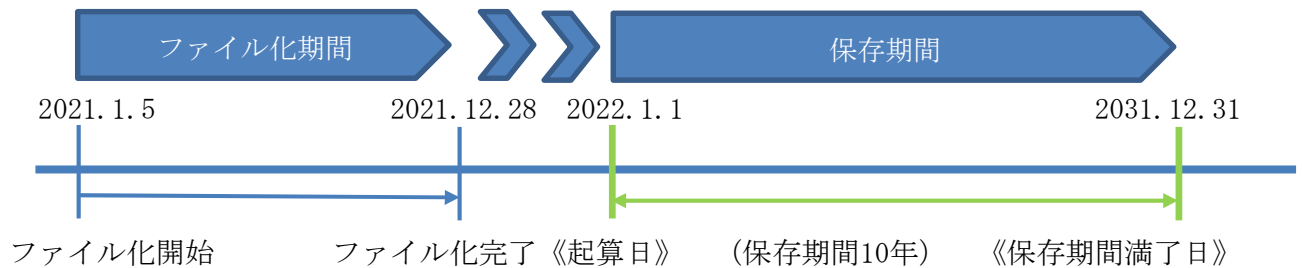 ファイル化期間
保存期間
2021.1.5
2021.12.28
2022.1.1
2031.12.31
ファイル化開始
ファイル化完了
《起算日》
(保存期間10年)
《保存期間満了日》